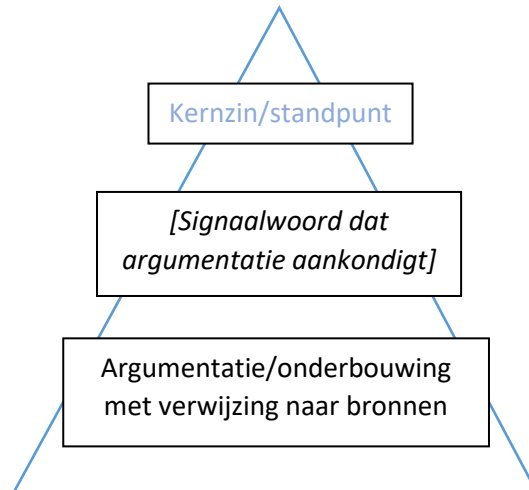 Kernzin/standpunt
[Signaalwoord dat
argumentatie aankondigt]
Argumentatie/onderbouwing
met verwijzing naar bronnen